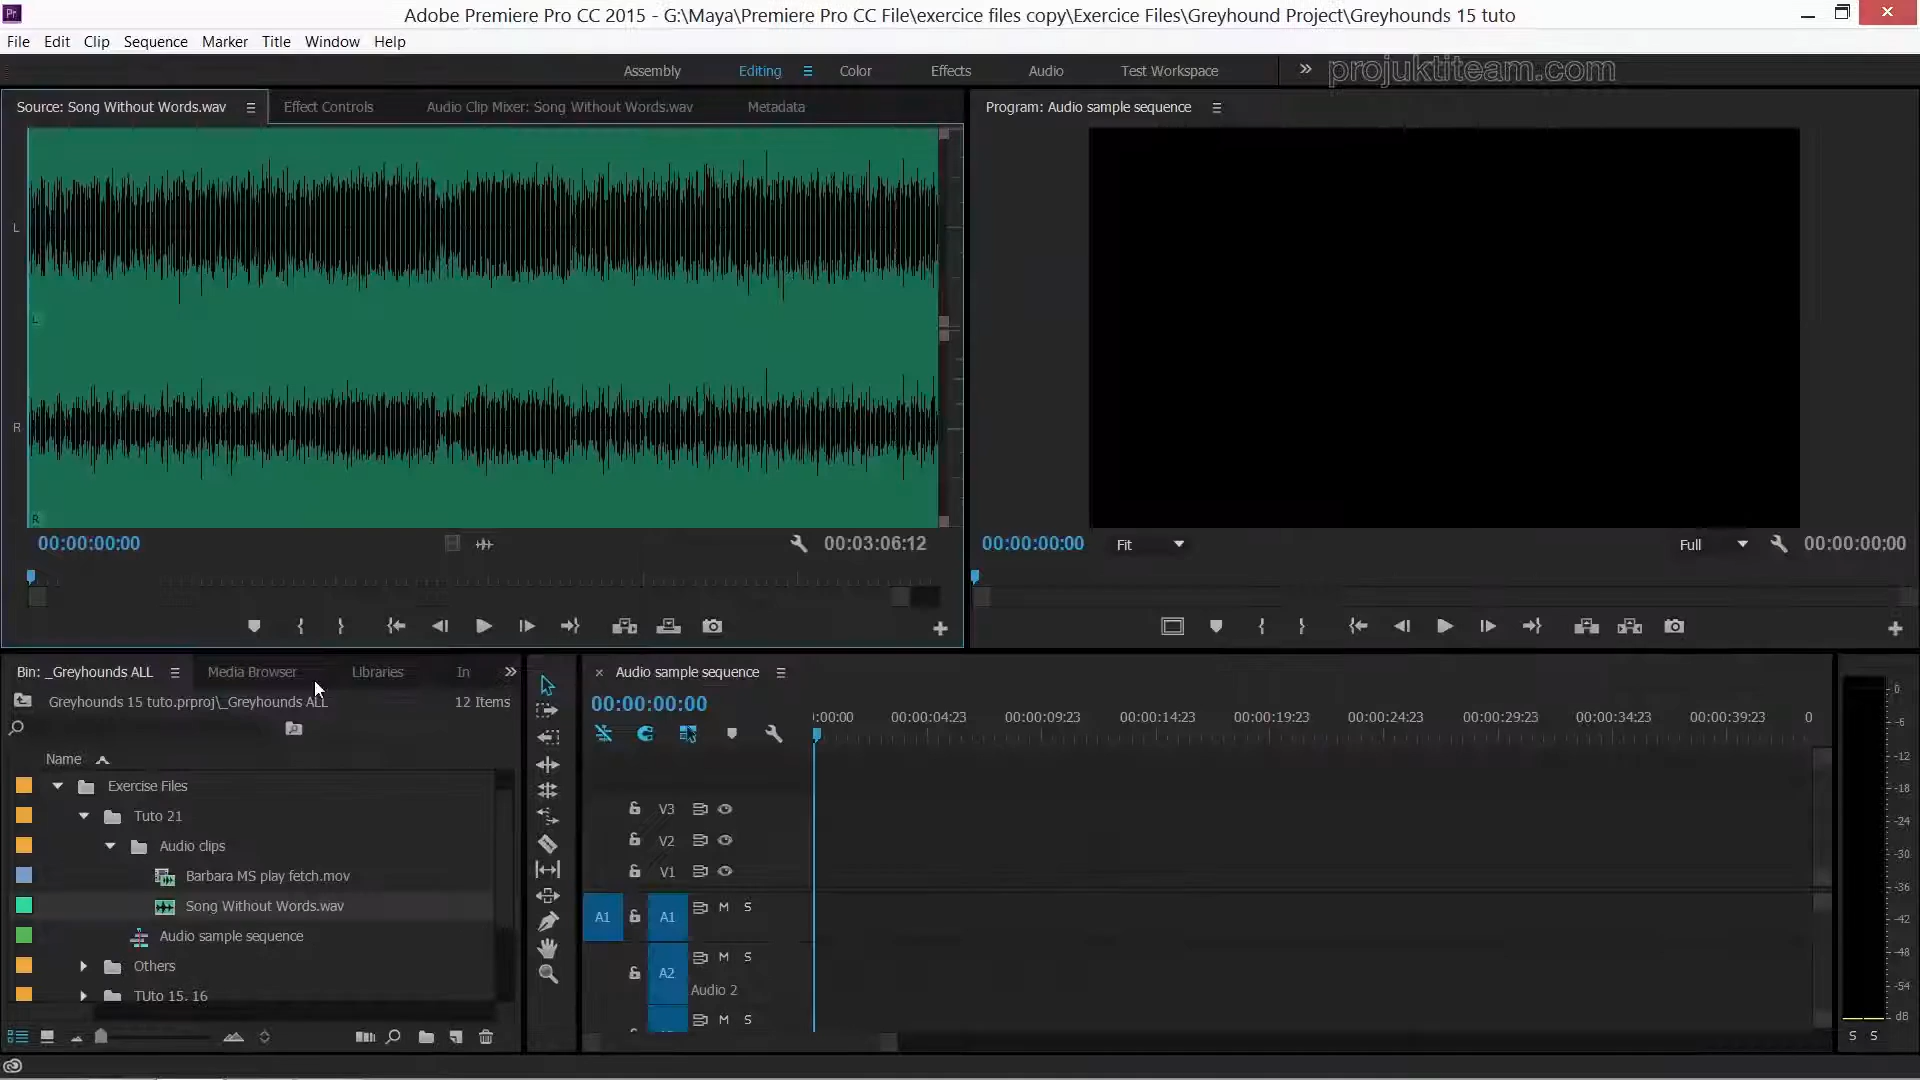 Adobe Premiere Pro CC 2015 - G:\Maya\Premiere Pro CC File\exercice files copy\Exercice Files\Greyhound Project\Greyhounds 15 tuto
File Edit Clip Sequence Marker Title Window Help
Assembly Editing Color Effects Audio Test Workspace
projuktiteam.com
Source: Song Without Words.wav Effect Controls Audio Clip Mixer: Song Without Words.wav Metadata
Program: Audio sample sequence
L
L
R
R
00:00:00:00 00:03:06:12
00:00:00:00 Fit Full 00:00:00:00
Bin: _Greyhounds ALL Media Browser Libraries In
Greyhounds 15 tuto.prproj\_Greyhounds ALL 12 Items
Name
Exercise Files
Tuto 21
Audio clips
Barbara MS play fetch.mov
Song Without Words.wav
Audio sample sequence
Others
TUto 15. 16
Audio sample sequence
00:00:00:00
:00:00 00:00:04:23 00:00:09:23 00:00:14:23 00:00:19:23 00:00:24:23 00:00:29:23 00:00:34:23 00:00:39:23 0
V3
V2
V1
A1 A1 M S
A2 M S
Audio 2
M S
0
-6
-12
-18
-24
-30
-36
-42
-48
-54
dB
S S